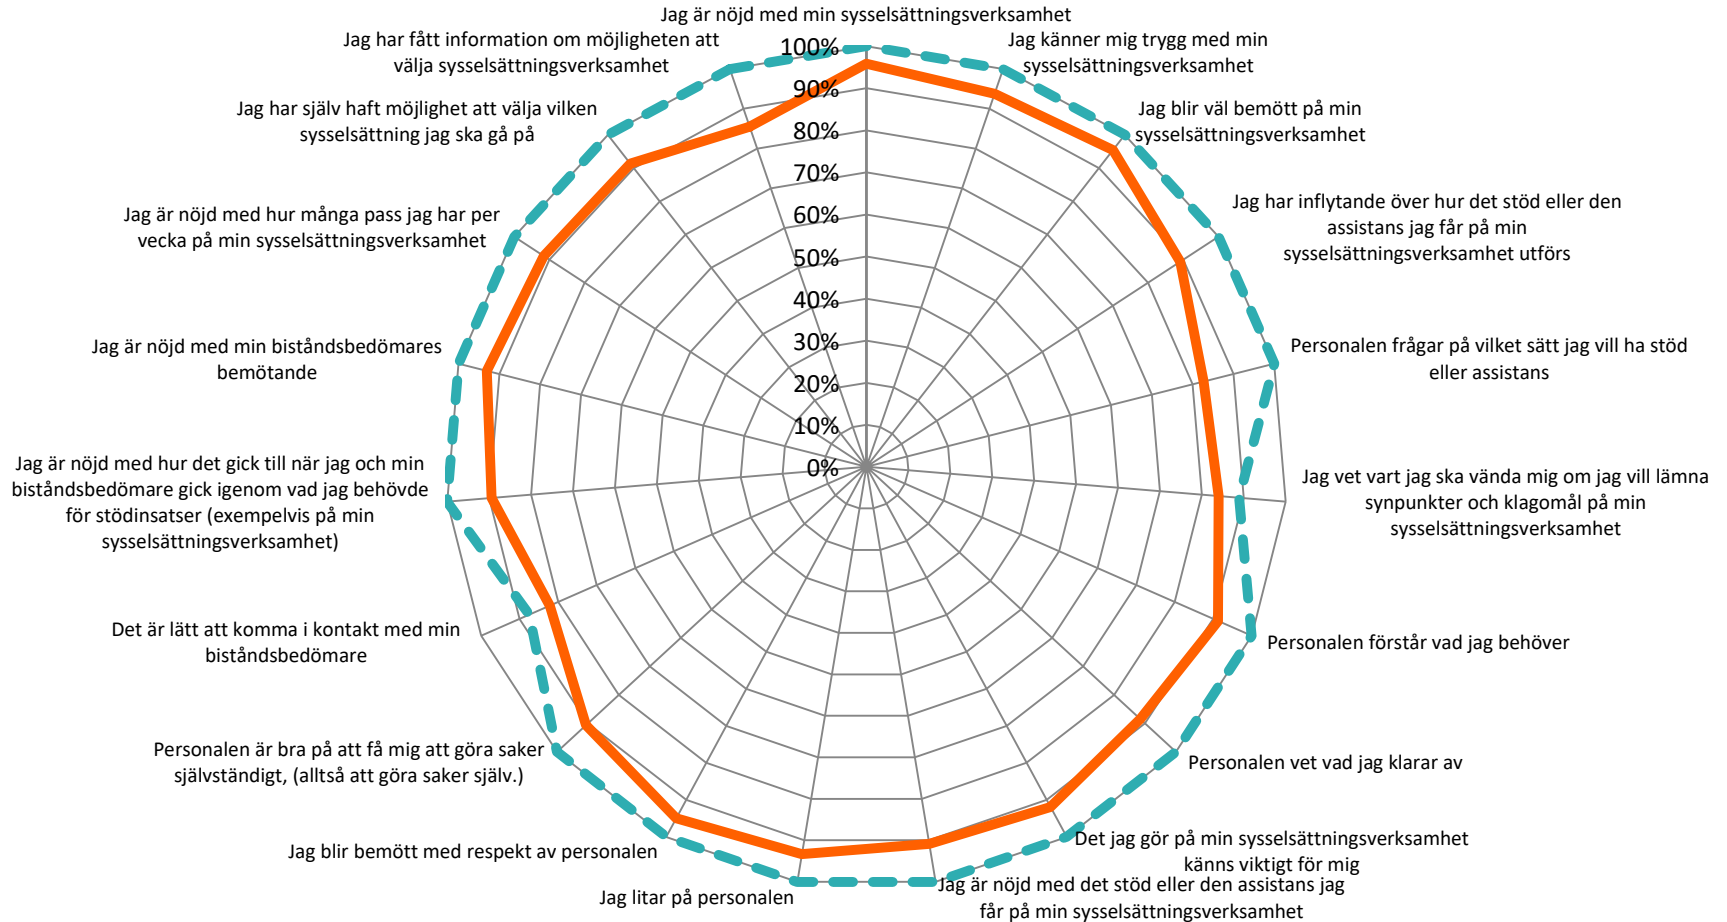 Jag är nöjd med min sysselsättningsverksamhet
Jag känner mig trygg med min
sysselsättningsverksamhet
Jag blir väl bemött på min
sysselsättningsverksamhet
Jag har inflytande över hur det stöd eller den
assistans jag får på min
sysselsättningsverksamhet utförs
Personalen frågar på vilket sätt jag vill ha stöd
eller assistans
Jag vet vart jag ska vända mig om jag vill lämna
synpunkter och klagomål på min
sysselsättningsverksamhet
Personalen förstår vad jag behöver
Personalen vet vad jag klarar av
Det jag gör på min sysselsättningsverksamhet
känns viktigt för mig
Jag är nöjd med det stöd eller den assistans jag
får på min sysselsättningsverksamhet
Jag litar på personalen
Jag blir bemött med respekt av personalen
Personalen är bra på att få mig att göra saker
självständigt, (alltså att göra saker själv.)
Det är lätt att komma i kontakt med min
biståndsbedömare
Jag är nöjd med hur det gick till när jag och min
biståndsbedömare gick igenom vad jag behövde
för stödinsatser (exempelvis på min
sysselsättningsverksamhet)
Jag är nöjd med min biståndsbedömares
bemötande
Jag är nöjd med hur många pass jag har per
vecka på min sysselsättningsverksamhet
Jag har själv haft möjlighet att välja vilken
sysselsättning jag ska gå på
Jag har fått information om möjligheten att
välja sysselsättningsverksamhet
100%
90%
80%
70%
60%
50%
40%
30%
20%
10%
0%